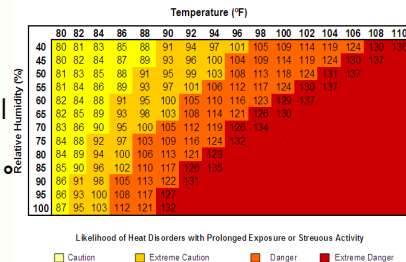 Temperature (°F)
80 82 84 86 88 90 92 94 96 98 100 102 104 106 108 110
Relative Humidity (%)
40 80 81 83 85 88 91 94 97 101 105 109 114 119 124 130 136
45 80 82 84 87 89 93 96 100 104 109 114 119 124 130 137
50 81 83 85 88 91 95 99 103 108 113 118 124 131 137
55 81 84 86 89 93 97 101 106 112 117 124 130 137
60 82 84 88 91 95 100 105 110 116 123 129 137
65 82 85 89 93 98 103 108 114 121
70 83 86 90 95 100 105 112 119 126 134
75 84 88 92 97 103 109 116 124 132
80 84 89 94 100 106 113 121 129
85 85 90 96 102 110 117 126 135
90 86 91 98 105 113 122 131
95 86 93 100 108 117 127
100 87 95 103 112 121 132
Likelihood of Heat Disorders with Prolonged Exposure or Streuous Activity
Caution Extreme Caution Danger Extreme Danger